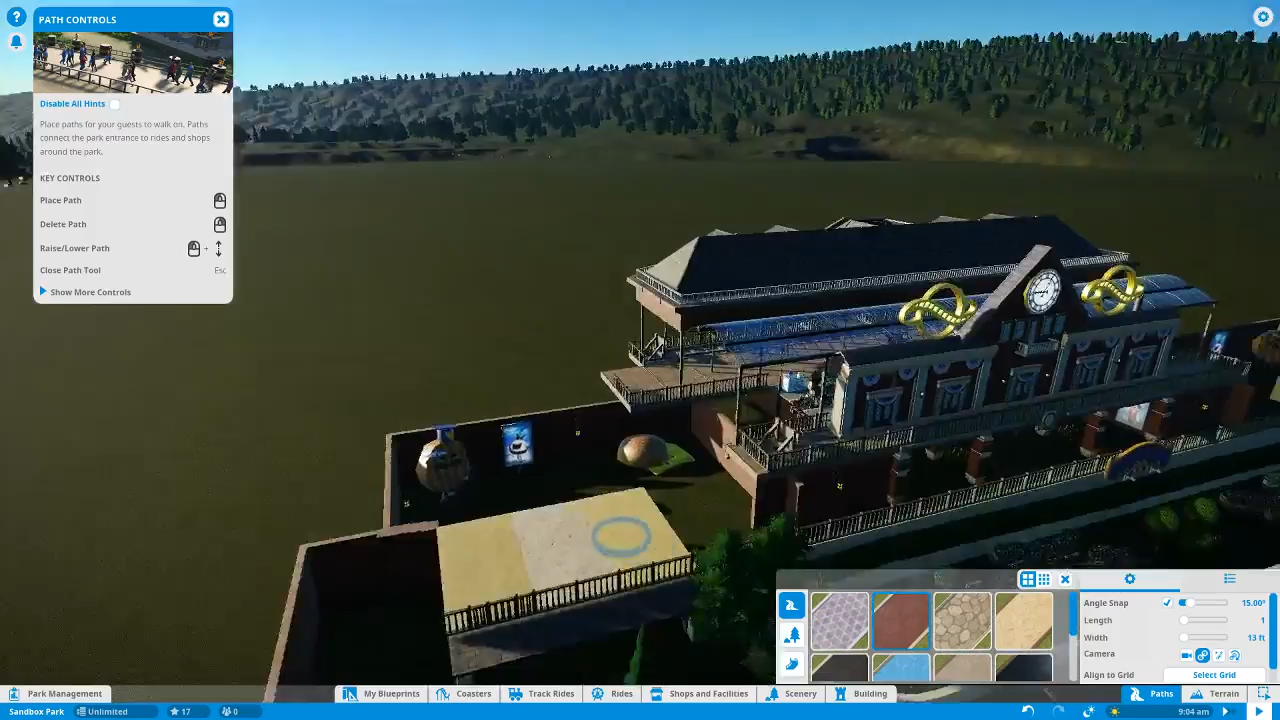 ?
PATH CONTROLS
Disable All Hints
Place paths for your guests to walk on. Paths
connect the park entrance to rides and shops
around the park.
KEY CONTROLS
Place Path
Delete Path
Raise/Lower Path +
Close Path Tool Esc
Show More Controls
Angle Snap 15.00°
Length 1
Width 13 ft
Camera
Align to Grid Select Grid
Park Management My Blueprints Coasters Track Rides Rides Shops and Facilities Scenery Building Paths Terrain
Sandbox Park Unlimited 17 0 9:04 am